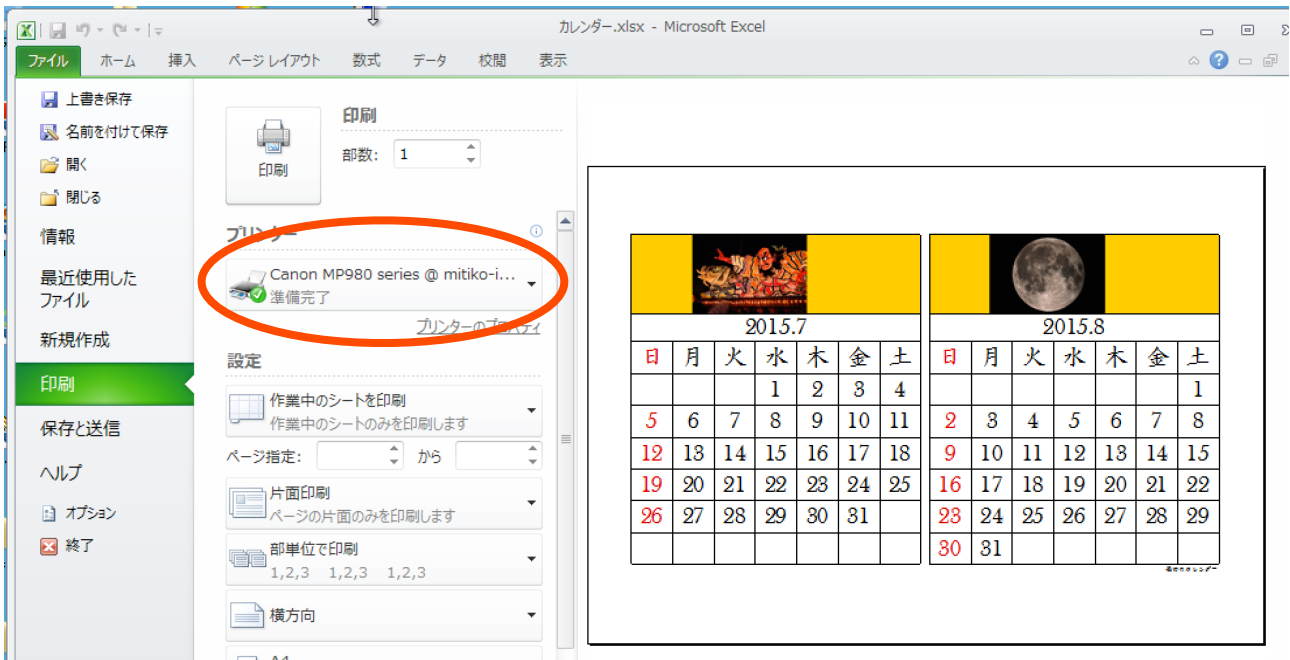 カレンダー.xlsx - Microsoft Excel
ファイル ホーム 挿入 ページ レイアウト 数式 データ 校閲 表示
上書き保存
名前を付けて保存
開く
閉じる
情報
最近使用した
ファイル
新規作成
印刷
保存と送信
ヘルプ
オプション
終了
印刷
印刷
部数: 1
プリンター
Canon MP980 series @ mitiko-i...
準備完了
プリンターのプロパティ
設定
作業中のシートを印刷
作業中のシートのみを印刷します
ページ指定: から
片面印刷
ページの片面のみを印刷します
部単位で印刷
1,2,3 1,2,3 1,2,3
横方向
A4
2015.7
日 月 火 水 木 金 土
1 2 3 4
5 6 7 8 9 10 11
12 13 14 15 16 17 18
19 20 21 22 23 24 25
26 27 28 29 30 31
2015.8
日 月 火 水 木 金 土
1
2 3 4 5 6 7 8
9 10 11 12 13 14 15
16 17 18 19 20 21 22
23 24 25 26 27 28 29
30 31